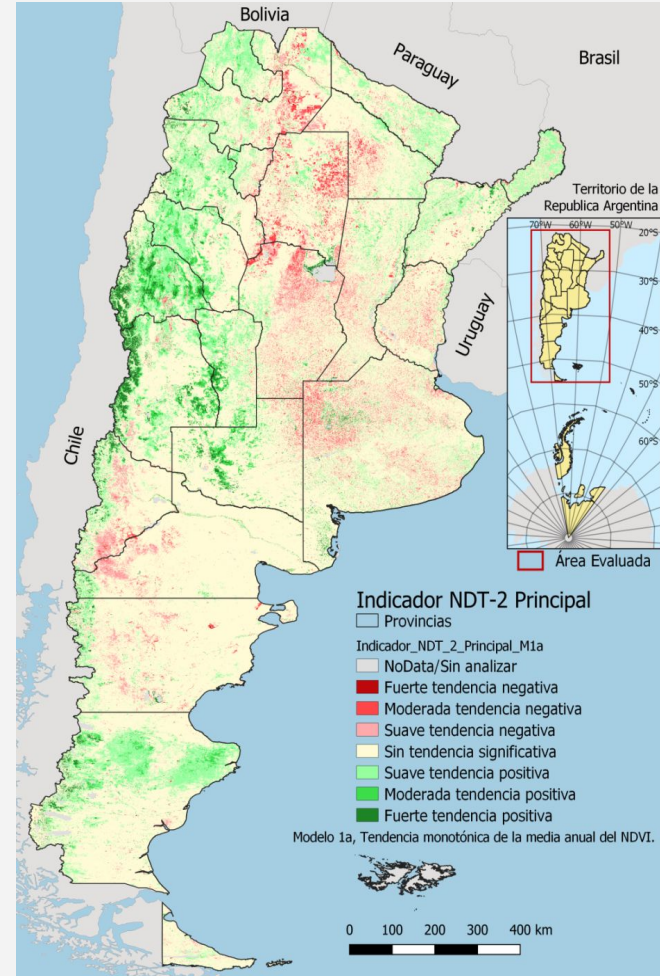 Bolivia
Paraguay
Brasil
Territorio de la
Republica Argentina
70°W 60°W 50°W
20°S
30°S
40°S
50°S
60°S
Uruguay
Chile
Área Evaluada
Indicador NDT-2 Principal
Provincias
Indicador_NDT_2_Principal_M1a
NoData/Sin analizar
Fuerte tendencia negativa
Moderada tendencia negativa
Suave tendencia negativa
Sin tendencia significativa
Suave tendencia positiva
Moderada tendencia positiva
Fuerte tendencia positiva
Modelo 1a, Tendencia monotónica de la media anual del NDVI.
0 100 200 300 400 km